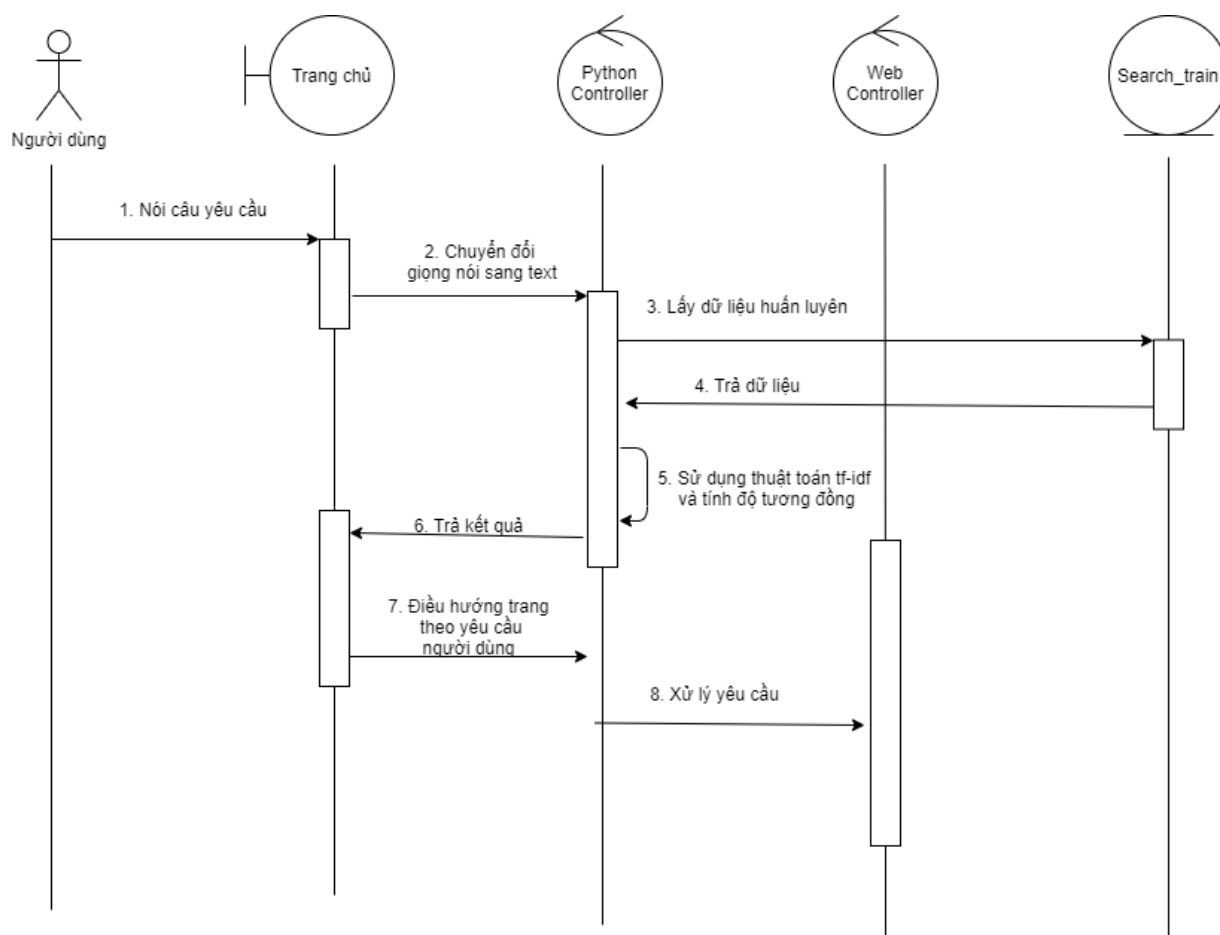 Người dùng
Trang chủ
Python
Controller
Web
Controller
Search_train
1. Nói câu yêu cầu
2. Chuyển đổi
giọng nói sang text
3. Lấy dữ liệu huấn luyên
4. Trả dữ liệu
5. Sử dụng thuật toán tf-idf
và tính độ tương đồng
6. Trả kết quả
7. Điều hướng trang
theo yêu cầu
người dùng
8. Xử lý yêu cầu